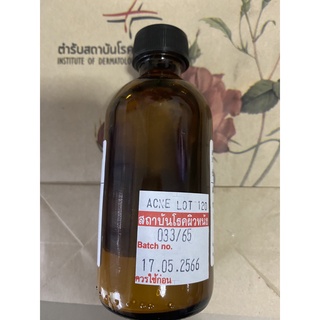 ตำรับสถาบันโรค
INSTITUTE OF DERMATOLO
ACNE LOT 120
สถาบันโรคผิวหนัง
033/65
Batch no.
17.05.2566
ควรใช้ก่อน